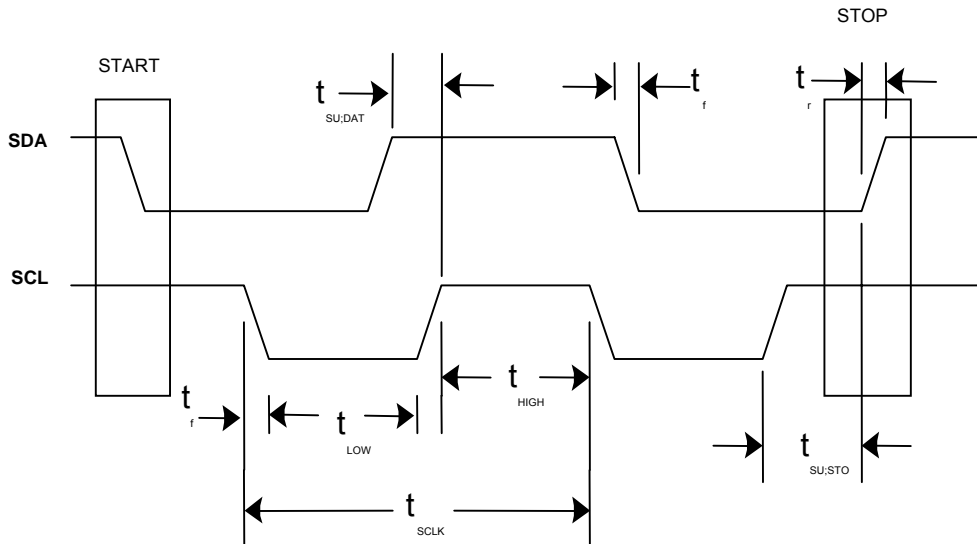 STOP
START
t SU;DAT
t f
t r
SDA
SCL
t HIGH
t f
t LOW
t SU;STO
t SCLK